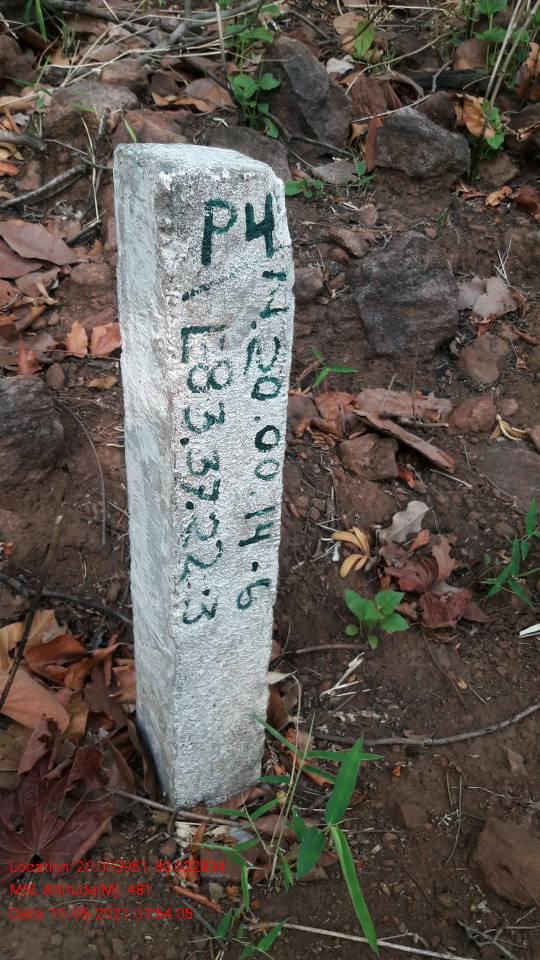 P4
N.20.00.14.6
E83.37.22.3
Location: 20.003951, 83.622834
MSL Altitude(M): 481
Date: 11-05-2021 07:54:05